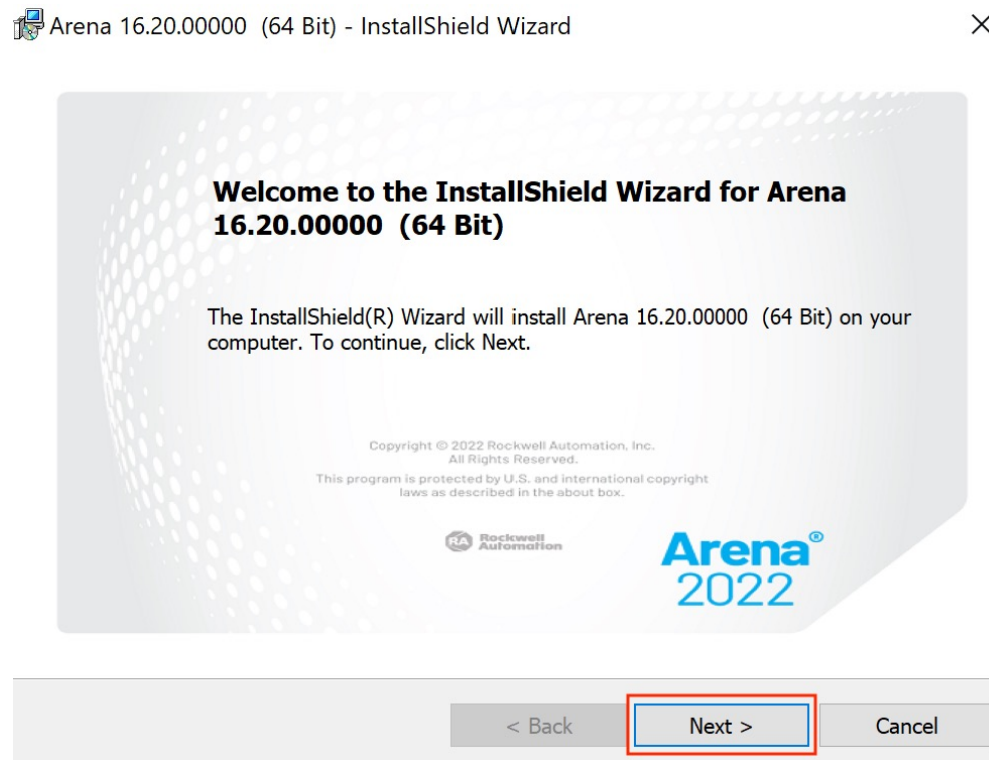 Arena 16.20.00000 (64 Bit) - InstallShield Wizard
Welcome to the InstallShield Wizard for Arena
16.20.00000 (64 Bit)
The InstallShield(R) Wizard will install Arena 16.20.00000 (64 Bit) on your
computer. To continue, click Next.
Copyright © 2022 Rockwell Automation, Inc.
All Rights Reserved.
This program is protected by U.S. and international copyright
laws as described in the about box.
RA Rockwell
Automation
Arena®
2022
< Back Next > Cancel